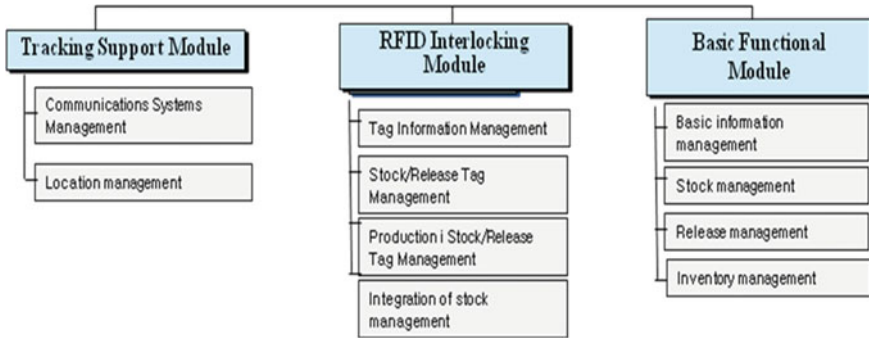 Tracking Support Module
Communications Systems
Management
Location management
RFID Interlocking
Module
Tag Information Management
Stock/Release Tag
Management
Production i Stock/Release
Tag Management
Integration of stock
management
Basic Functional
Module
Basic information
management
Stock management
Release management
Inventory management